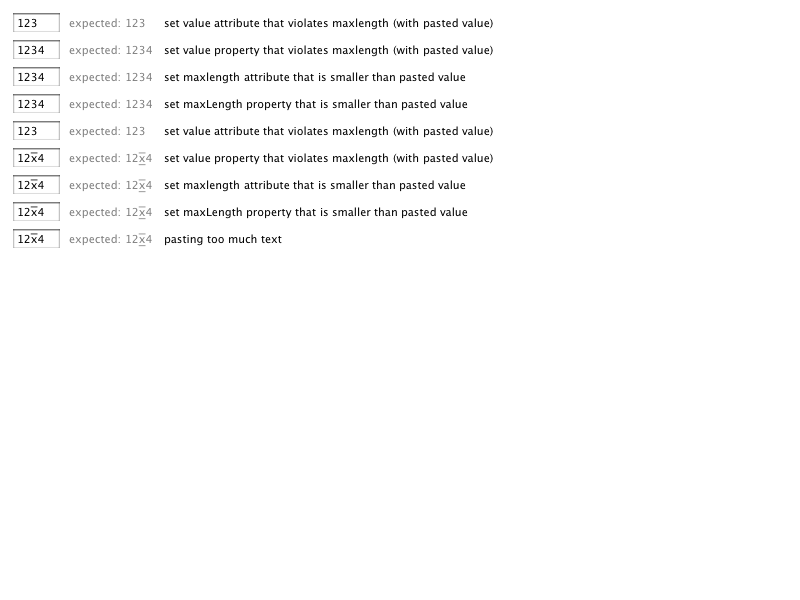 123 expected: 123 set value attribute that violates maxlength (with pasted value)
1234 expected: 1234 set value property that violates maxlength (with pasted value)
1234 expected: 1234 set maxlength attribute that is smaller than pasted value
1234 expected: 1234 set maxLength property that is smaller than pasted value
123 expected: 123 set value attribute that violates maxlength (with pasted value)
12x̅4 expected: 12x̲̅4 set value property that violates maxlength (with pasted value)
12x̅4 expected: 12x̲̅4 set maxlength attribute that is smaller than pasted value
12x̅4 expected: 12x̲̅4 set maxLength property that is smaller than pasted value
12x̅4 expected: 12x̲̅4 pasting too much text